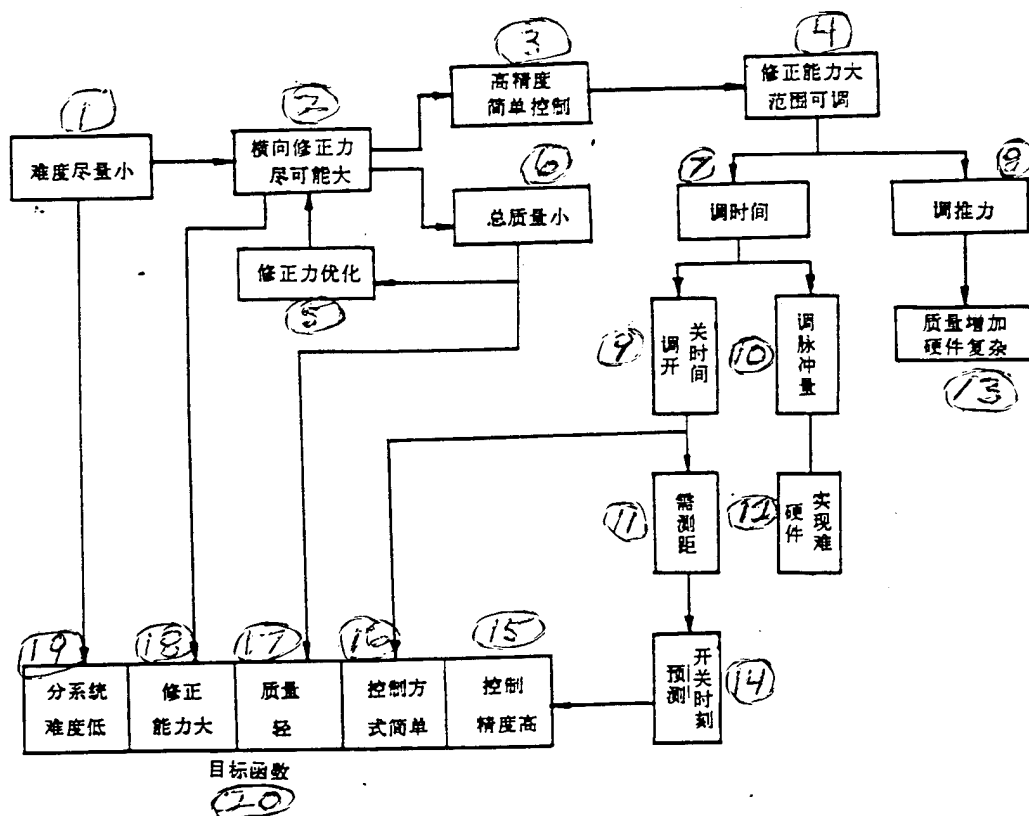 3
高精度
简单控制
4
修正能力大
范围可调
1
难度尽量小
2
横向修正力
尽可能大
6
总质量小
7
调时间
8
调推力
修正力优化
5
9
调开
关时间
10
调脉冲量
质量增加
硬件复杂
13
11
需测距
12
硬件
实现难
14
预测
开关时刻
19
分系统
难度低
18
修正
能力大
17
质量
轻
16
控制方
式简单
15
控制
精度高
目标函数
20